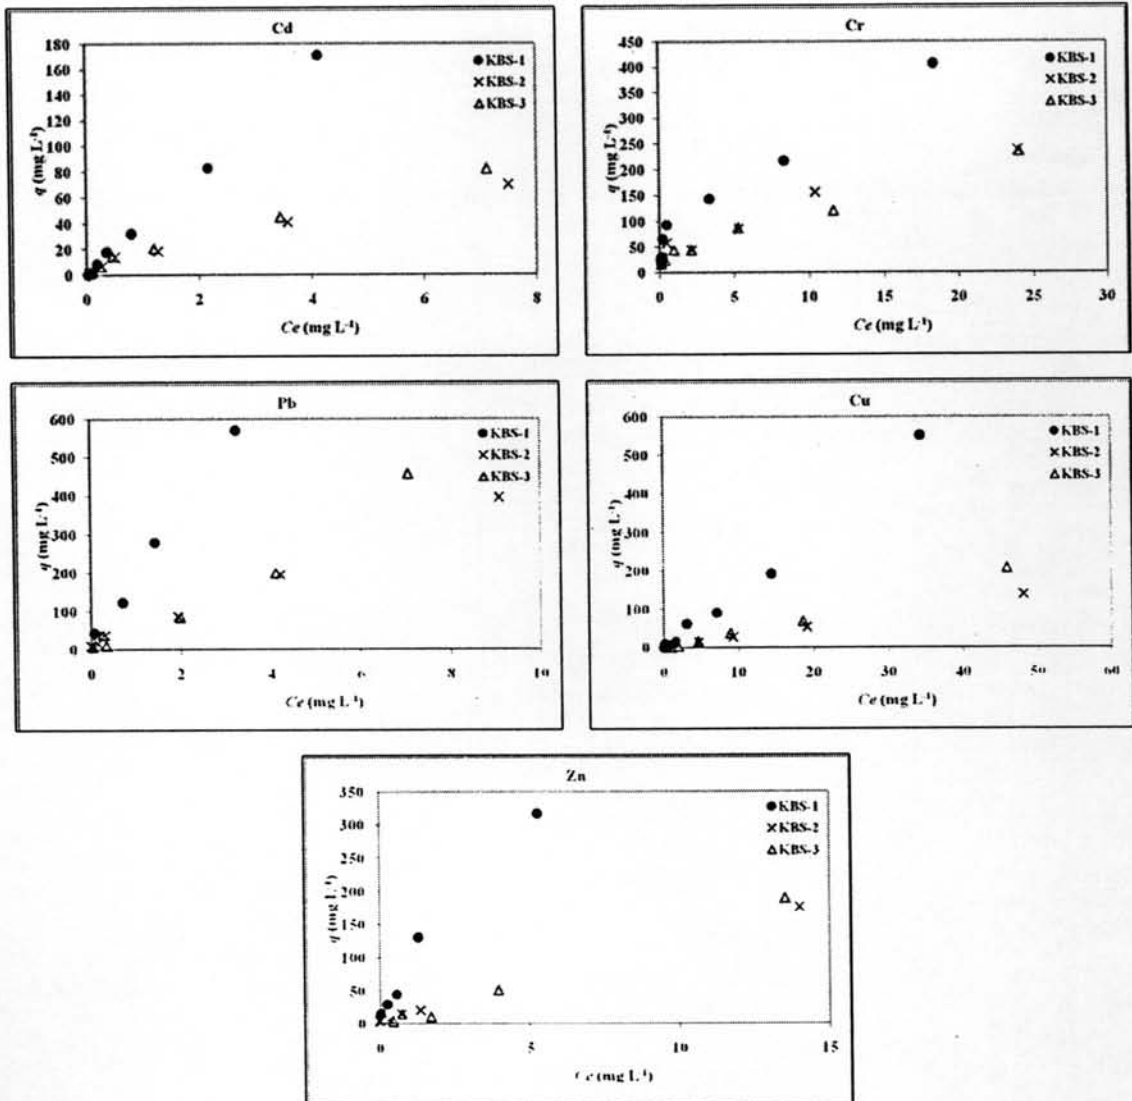 Cd
q (mg L-1)
180
160
140
120
100
80
60
40
20
0
0 2 4 6 8
Ce (mg L-1)
KBS-1
KBS-2
KBS-3
Cr
q (mg L-1)
450
400
350
300
250
200
150
100
50
0
0 5 10 15 20 25 30
Ce (mg L-1)
KBS-1
KBS-2
KBS-3
Pb
q (mg L-1)
600
500
400
300
200
100
0
0 2 4 6 8 10
Ce (mg L-1)
KBS-1
KBS-2
KBS-3
Cu
q (mg L-1)
600
500
400
300
200
100
0
0 10 20 30 40 50 60
Ce (mg L-1)
KBS-1
KBS-2
KBS-3
Zn
q (mg L-1)
350
300
250
200
150
100
50
0
0 5 10 15
Ce (mg L-1)
KBS-1
KBS-2
KBS-3